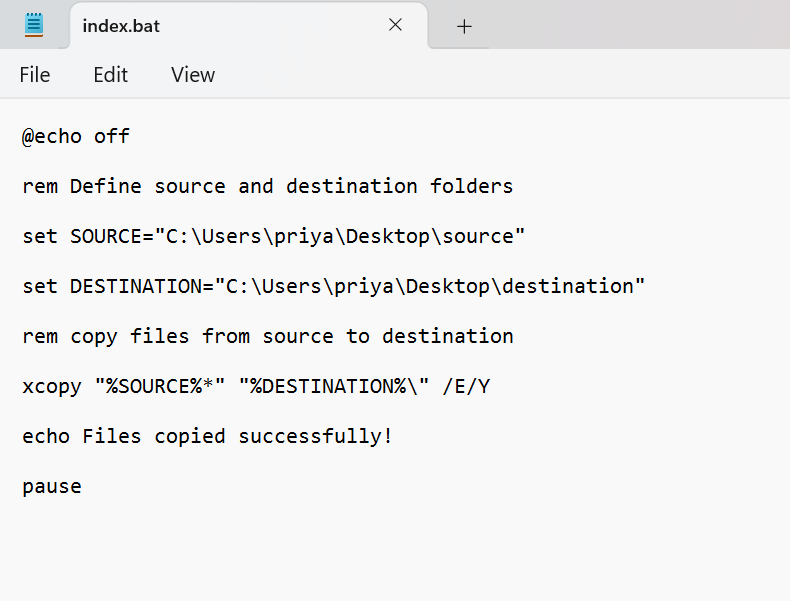 index.bat
File Edit View
@echo off
rem Define source and destination folders
set SOURCE="C:\Users\priya\Desktop\source"
set DESTINATION="C:\Users\priya\Desktop\destination"
rem copy files from source to destination
xcopy "%SOURCE%*" "%DESTINATION%\" /E/Y
echo Files copied successfully!
pause